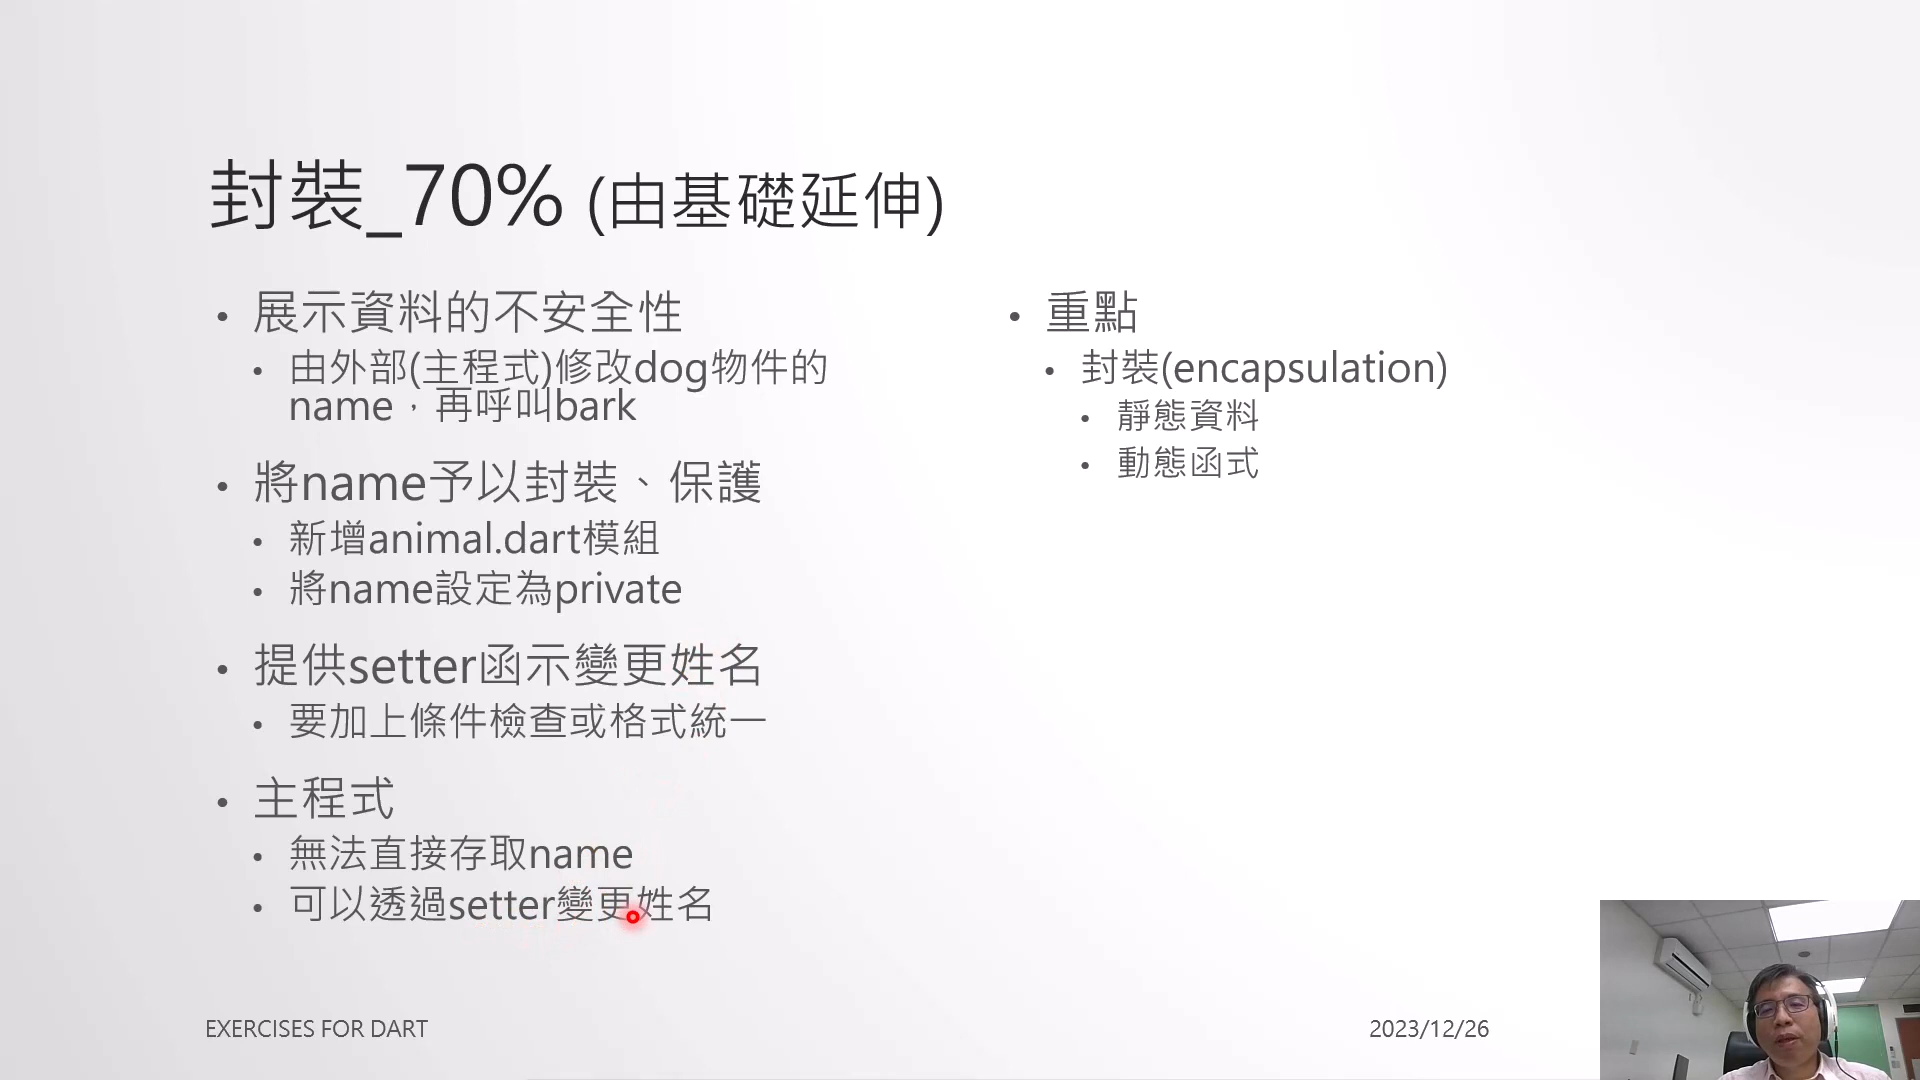 封裝_70% (由基礎延伸)
• 展示資料的不安全性
• 由外部(主程式)修改dog物件的
name，再呼叫bark
• 將name予以封裝、保護
• 新增animal.dart模組
• 將name設定為private
• 提供setter函示變更姓名
• 要加上條件檢查或格式統一
• 主程式
• 無法直接存取name
• 可以透過setter變更姓名
• 重點
• 封裝(encapsulation)
• 靜態資料
• 動態函式
EXERCISES FOR DART
2023/12/26